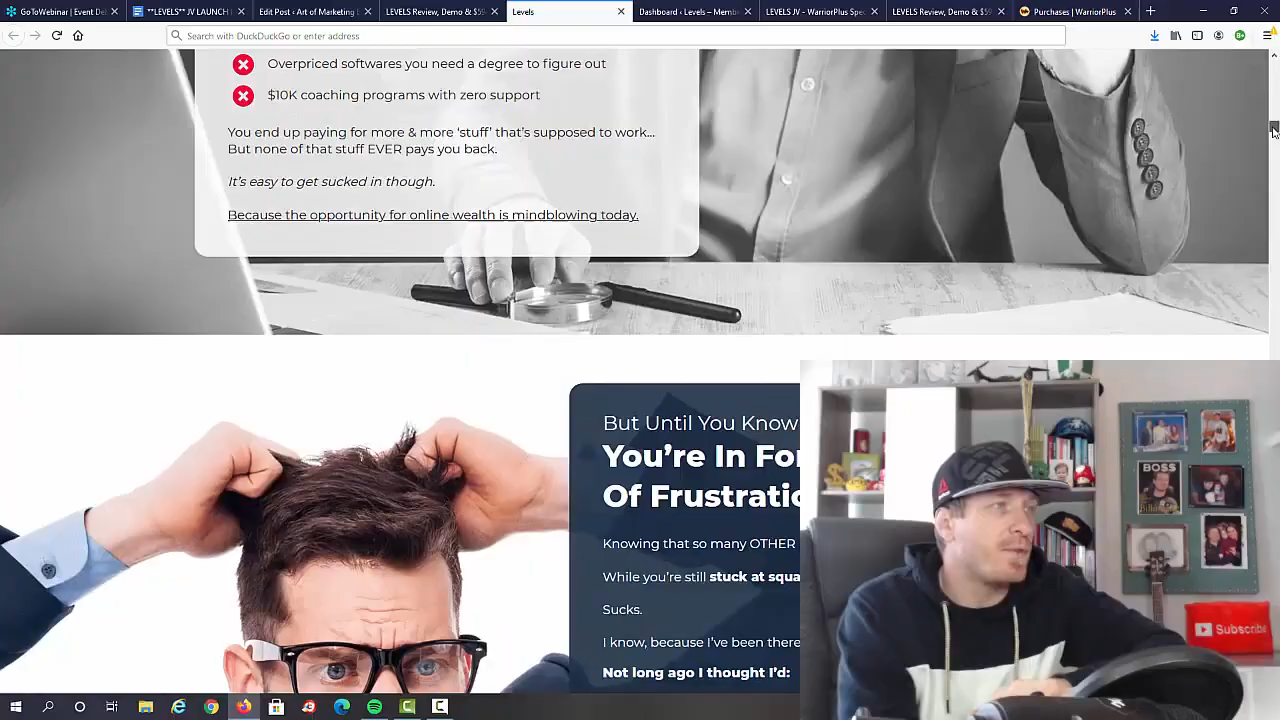 GoToWebinar | Event Del
**LEVELS** JV LAUNCH D
Edit Post ‹ Art of Marketing
LEVELS Review, Demo & $59
Levels
Dashboard ‹ Levels – Memb
LEVELS JV - WarriorPlus Spec
LEVELS Review, Demo & $59
Purchases | WarriorPlus
Search with DuckDuckGo or enter address
Overpriced softwares you need a degree to figure out
$10K coaching programs with zero support
You end up paying for more & more 'stuff' that's supposed to work...
But none of that stuff EVER pays you back.
It's easy to get sucked in though.
Because the opportunity for online wealth is mindblowing today.
But Until You Know
You're In Fo
Of Frustratio
Knowing that so many OTHER
While you're still stuck at squa
Sucks.
I know, because I've been there
Not long ago I thought I'd:
BOSS
Subscribe